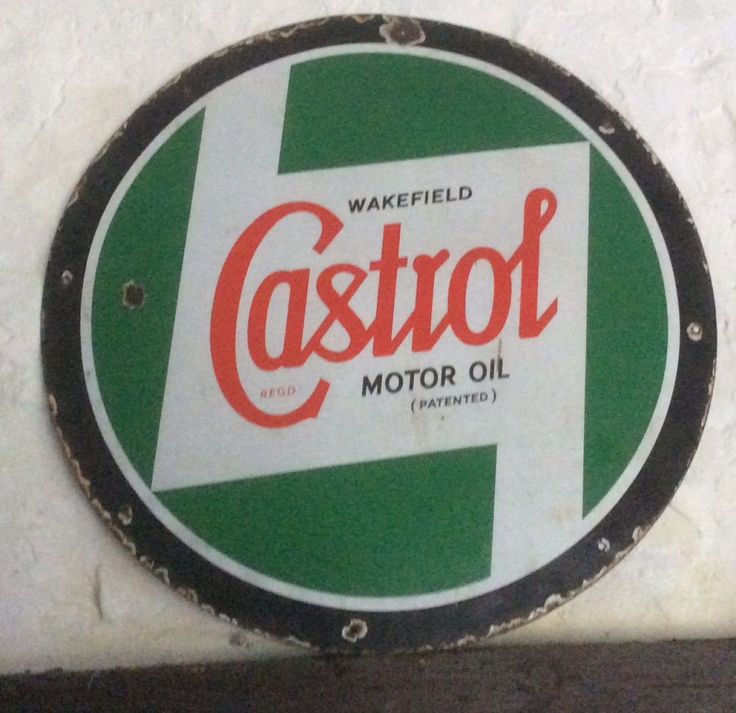 WAKEFIELD
Castrol
REGD
MOTOR OIL
(PATENTED)